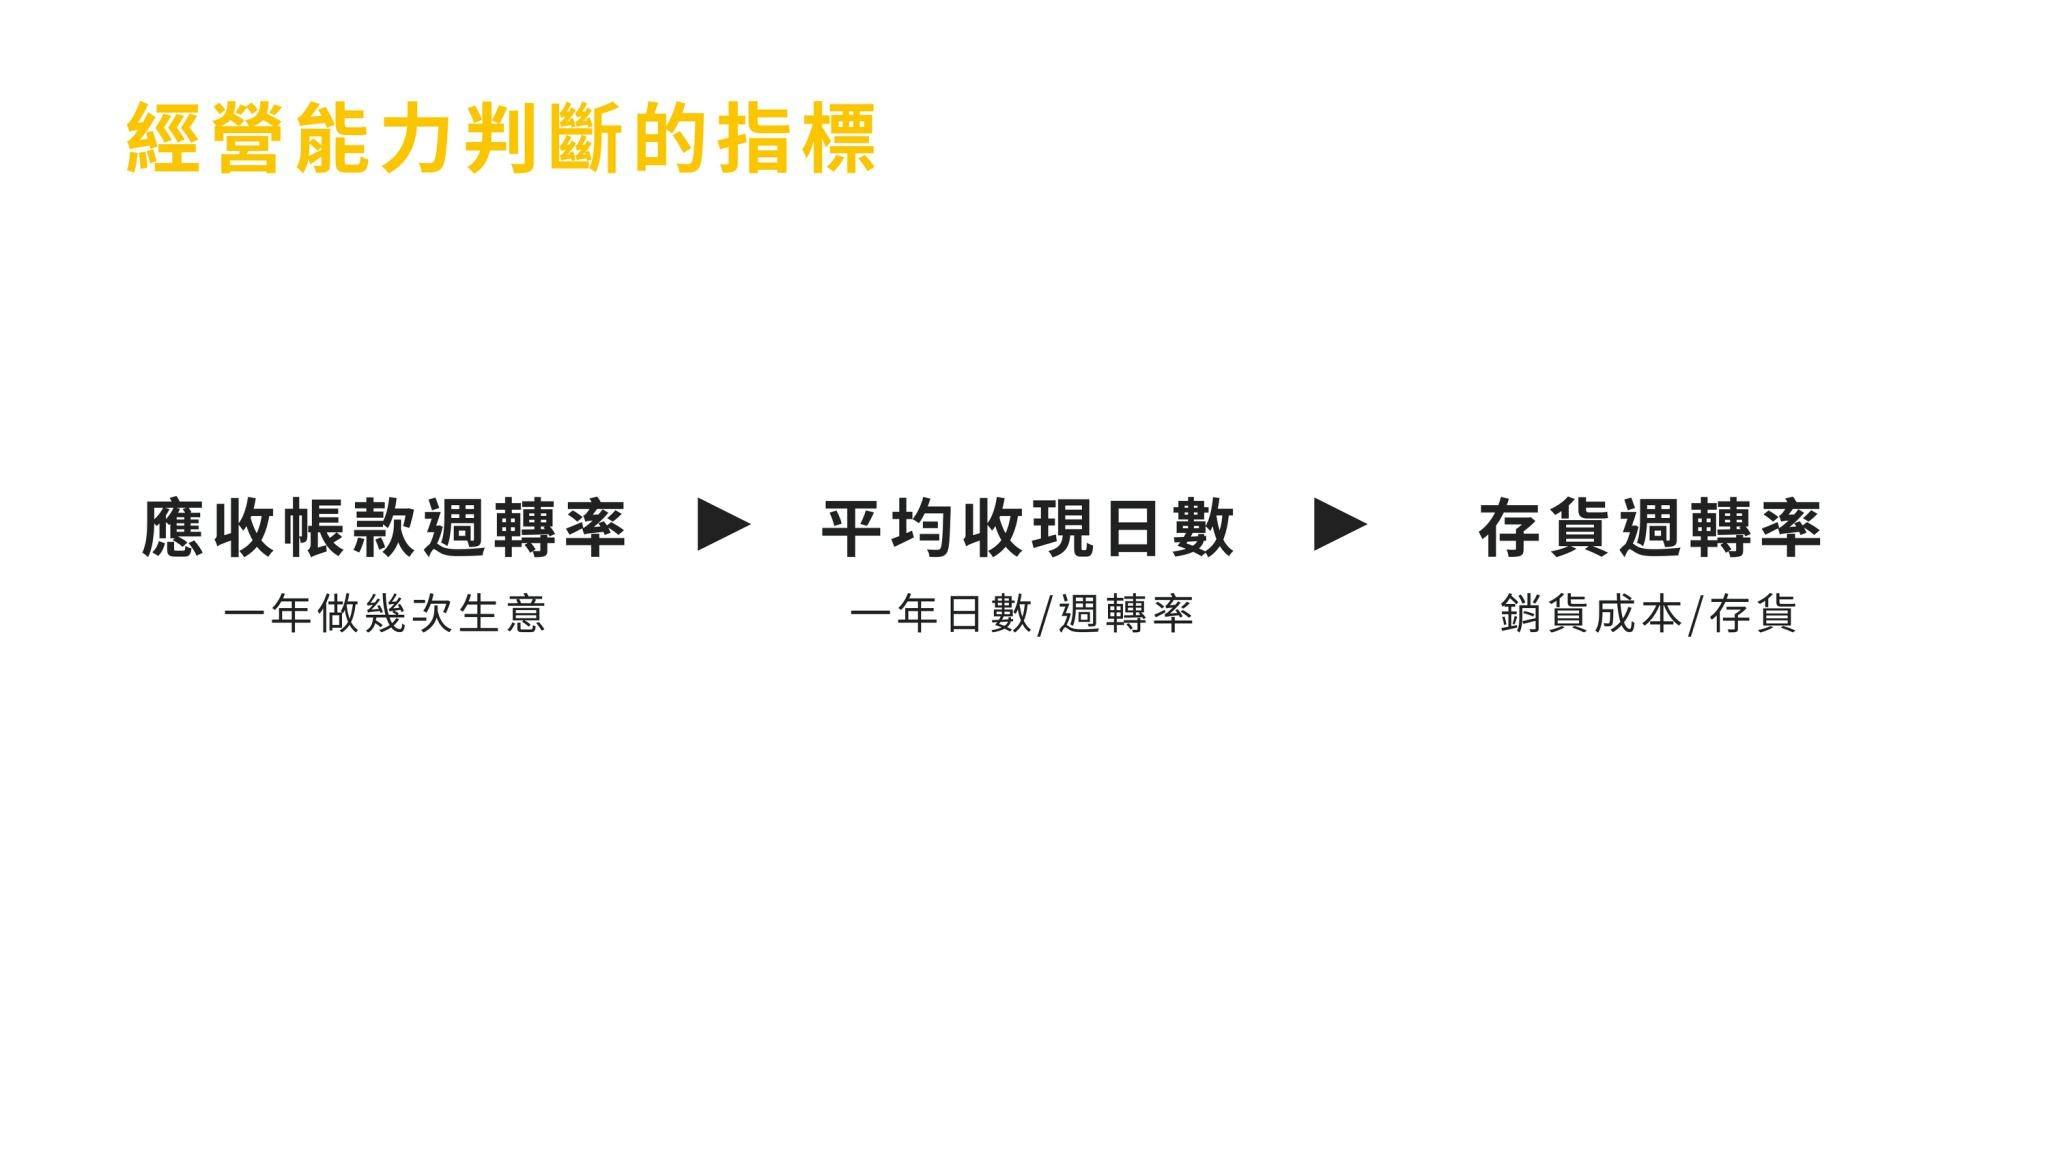 經營能力判斷的指標
應收帳款週轉率 ▶ 平均收現日數 ▶ 存貨週轉率
一年做幾次生意 一年日數/週轉率 銷貨成本/存貨